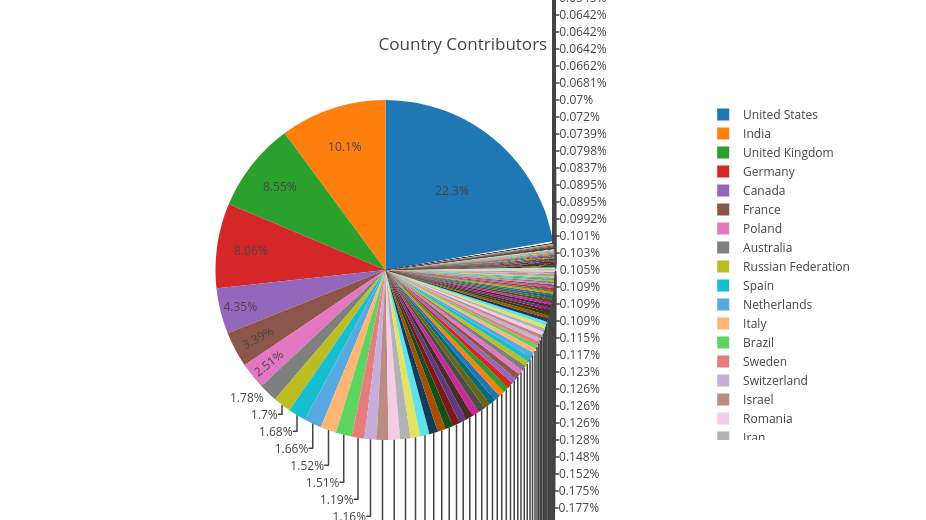 Country Contributors
0.0642%
0.0642%
0.0642%
0.0662%
0.0681%
0.07%
0.072%
0.0739%
0.0798%
0.0837%
0.0895%
0.0895%
0.0992%
0.101%
0.103%
0.105%
0.109%
0.109%
0.109%
0.115%
0.117%
0.123%
0.126%
0.126%
0.126%
0.128%
0.148%
0.152%
0.175%
0.177%
22.3%
10.1%
8.55%
8.06%
4.35%
3.39%
2.51%
1.78%
1.7%
1.68%
1.66%
1.52%
1.51%
1.19%
1.16%
United States
India
United Kingdom
Germany
Canada
France
Poland
Australia
Russian Federation
Spain
Netherlands
Italy
Brazil
Sweden
Switzerland
Israel
Romania
Iran